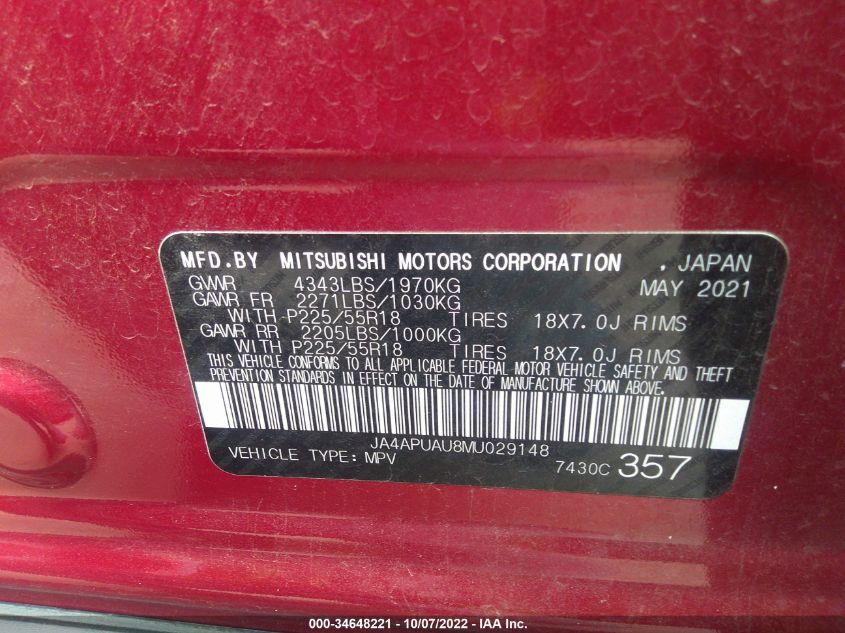 MFD.BY MITSUBISHI MOTORS CORPORATION , JAPAN
GVWR 4343LBS/1970KG MAY 2021
GAWR FR 2271LBS/1030KG
WITH P225/55R18 TIRES 18X7.0J RIMS
GAWR RR 2205LBS/1000KG
WITH P225/55R18 TIRES 18X7.0J RIMS
THIS VEHICLE CONFORMS TO ALL APPLICABLE FEDERAL MOTOR VEHICLE SAFETY AND THEFT
PREVENTION STANDARDS IN EFFECT ON THE DATE OF MANUFACTURE SHOWN ABOVE.
JA4APUAU8MU029148
VEHICLE TYPE: MPV 7430C 357
000-34648221 - 10/07/2022 - IAA Inc.